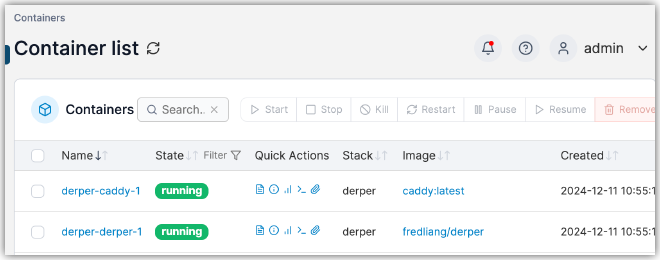 Containers
Container list
admin
Containers Search.. Start Stop Kill Restart Pause Resume Remove
Name State Filter Quick Actions Stack Image Created
derper-caddy-1 running derper caddy:latest 2024-12-11 10:55:1
derper-derper-1 running derper fredliang/derper 2024-12-11 10:55:1